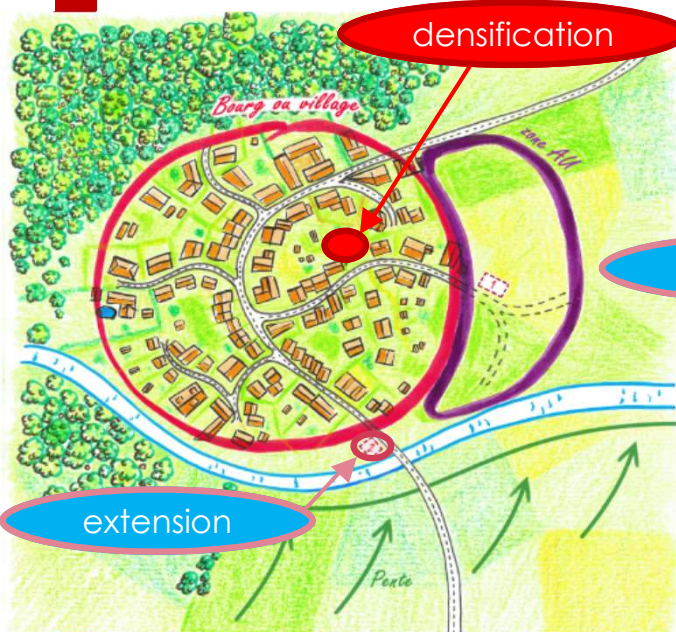 densification
Bourg ou village
zone AU
extension
Pente